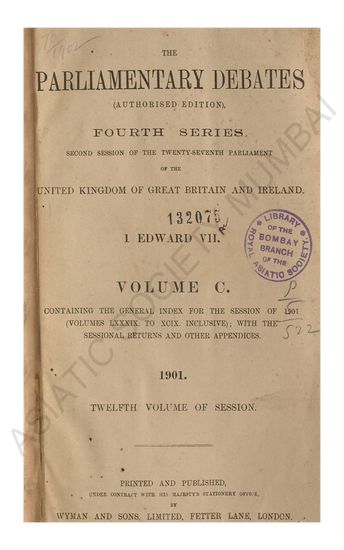 70/1902
THE
PARLIAMENTARY DEBATES
(AUTHORISED EDITION),
FOURTH SERIES.
SECOND SESSION OF THE TWENTY-SEVENTH PARLIAMENT
OF THE
UNITED KINGDOM OF GREAT BRITAIN AND IRELAND.
132075
1 EDWARD VII.
LIBRARY
OF THE
BOMBAY
BRANCH
OF THE
ROYAL ASIATIC SOCIETY.
VOLUME C.
CONTAINING THE GENERAL INDEX FOR THE SESSION OF 1901
(VOLUMES LXXXIX. TO XCIX. INCLUSIVE); WITH THE
SESSIONAL RETURNS AND OTHER APPENDICES.
1901.
TWELFTH VOLUME OF SESSION.
PRINTED AND PUBLISHED,
UNDER CONTRACT WITH HIS MAJESTY'S STATIONERY OFFICE,
BY
WYMAN AND SONS, LIMITED, FETTER LANE, LONDON.
ASIATIC SOCIETY MUMBAI